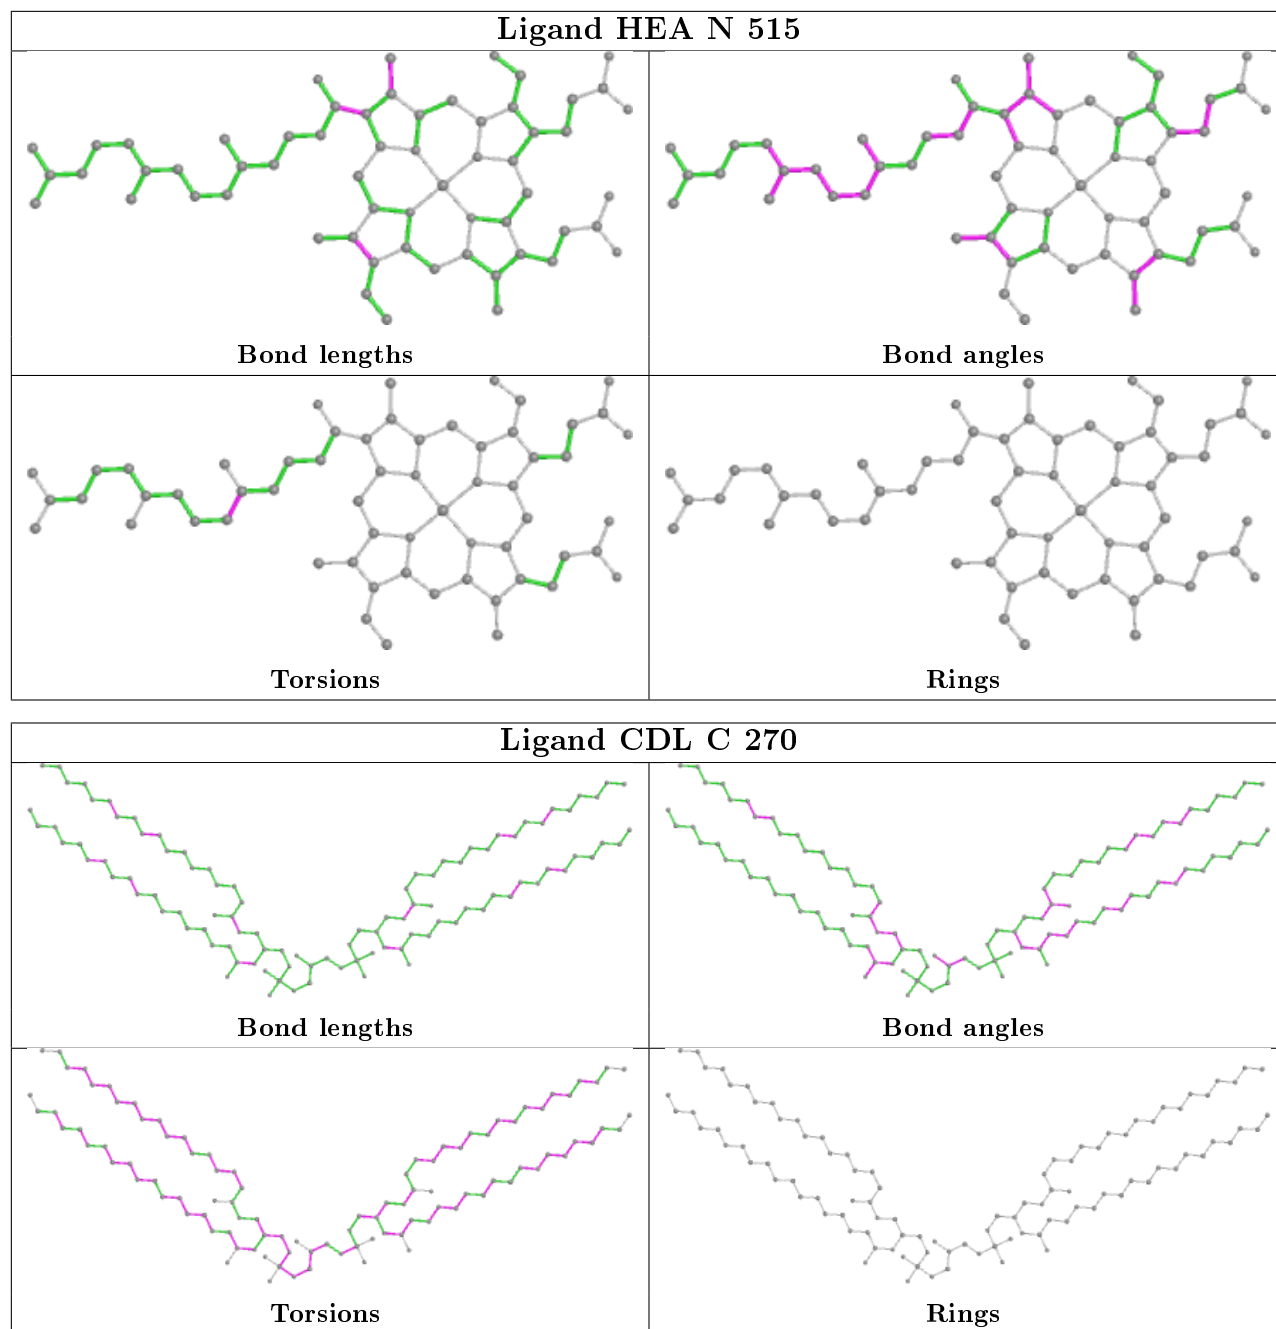 Ligand HEA N 515
Bond lengths
Bond angles
Torsions
Rings
Ligand CDL C 270
Bond lengths
Bond angles
Torsions
Rings